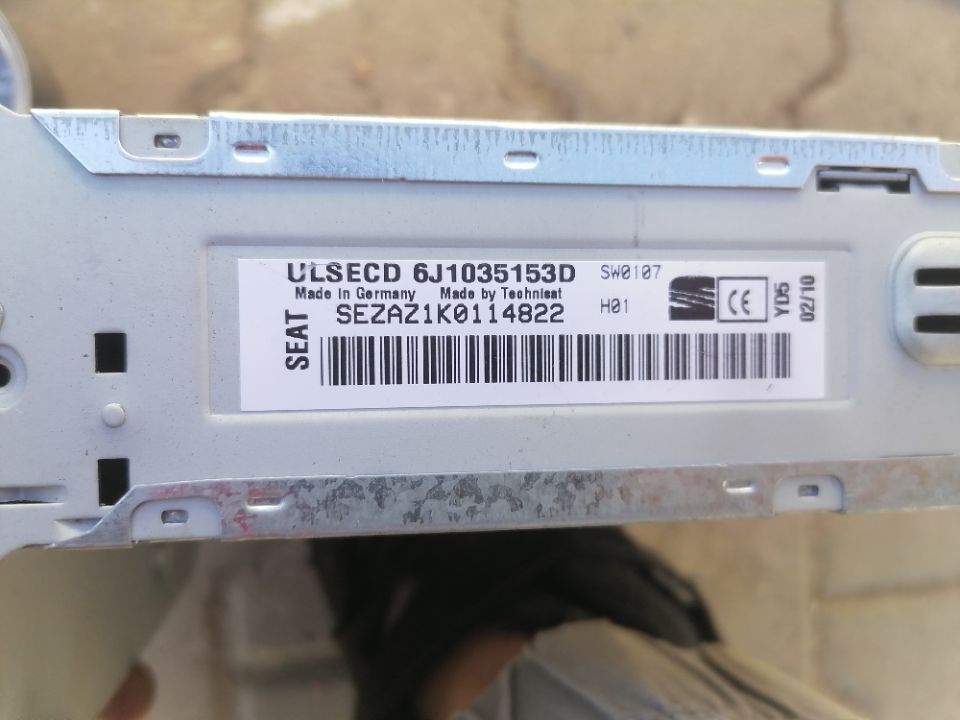 ULSECD 6J1035153D
SW0107
Made in Germany Made by Technisat
SEZAZ1K0114822
H01
SEAT
CE
YD5
02/10